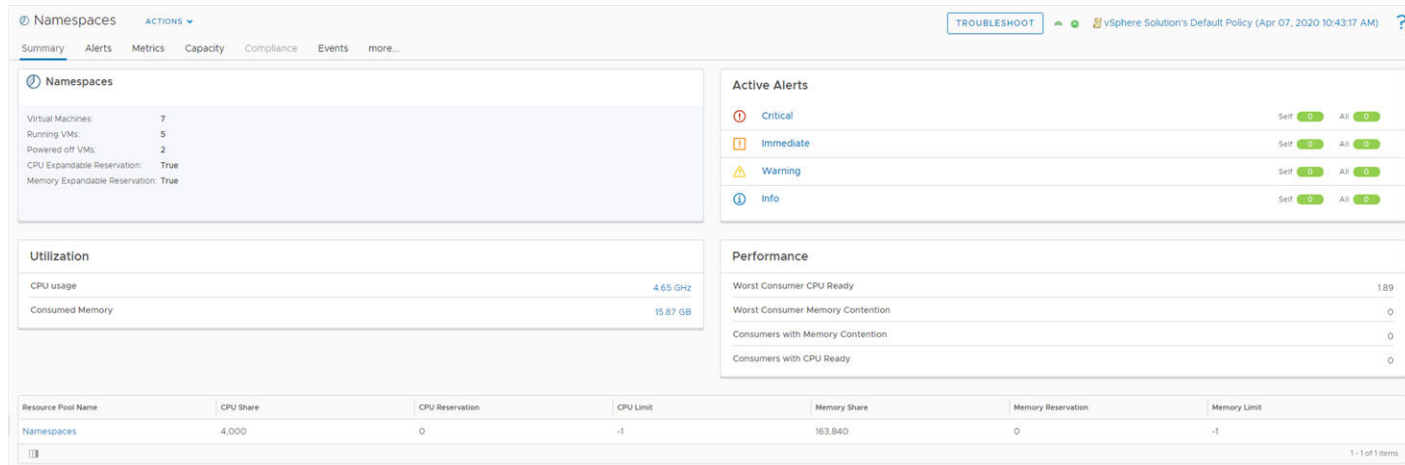 Namespaces ACTIONS TROUBLESHOOT vSphere Solution's Default Policy (Apr 07, 2020 10:43:17 AM) ?
Summary Alerts Metrics Capacity Compliance Events more...
Namespaces
Virtual Machines: 7
Running VMs: 5
Powered off VMs: 2
CPU Expandable Reservation: True
Memory Expandable Reservation: True
Active Alerts
Critical Self 0 All 0
Immediate Self 0 All 0
Warning Self 0 All 0
Info Self 0 All 0
Utilization
CPU usage 4.65 GHz
Consumed Memory 15.87 GB
Performance
Worst Consumer CPU Ready 1.89
Worst Consumer Memory Contention 0
Consumers with Memory Contention 0
Consumers with CPU Ready 0
Resource Pool Name CPU Share CPU Reservation CPU Limit Memory Share Memory Reservation Memory Limit
Namespaces 4,000 0 -1 163,840 0 -1
1 - 1 of 1 items